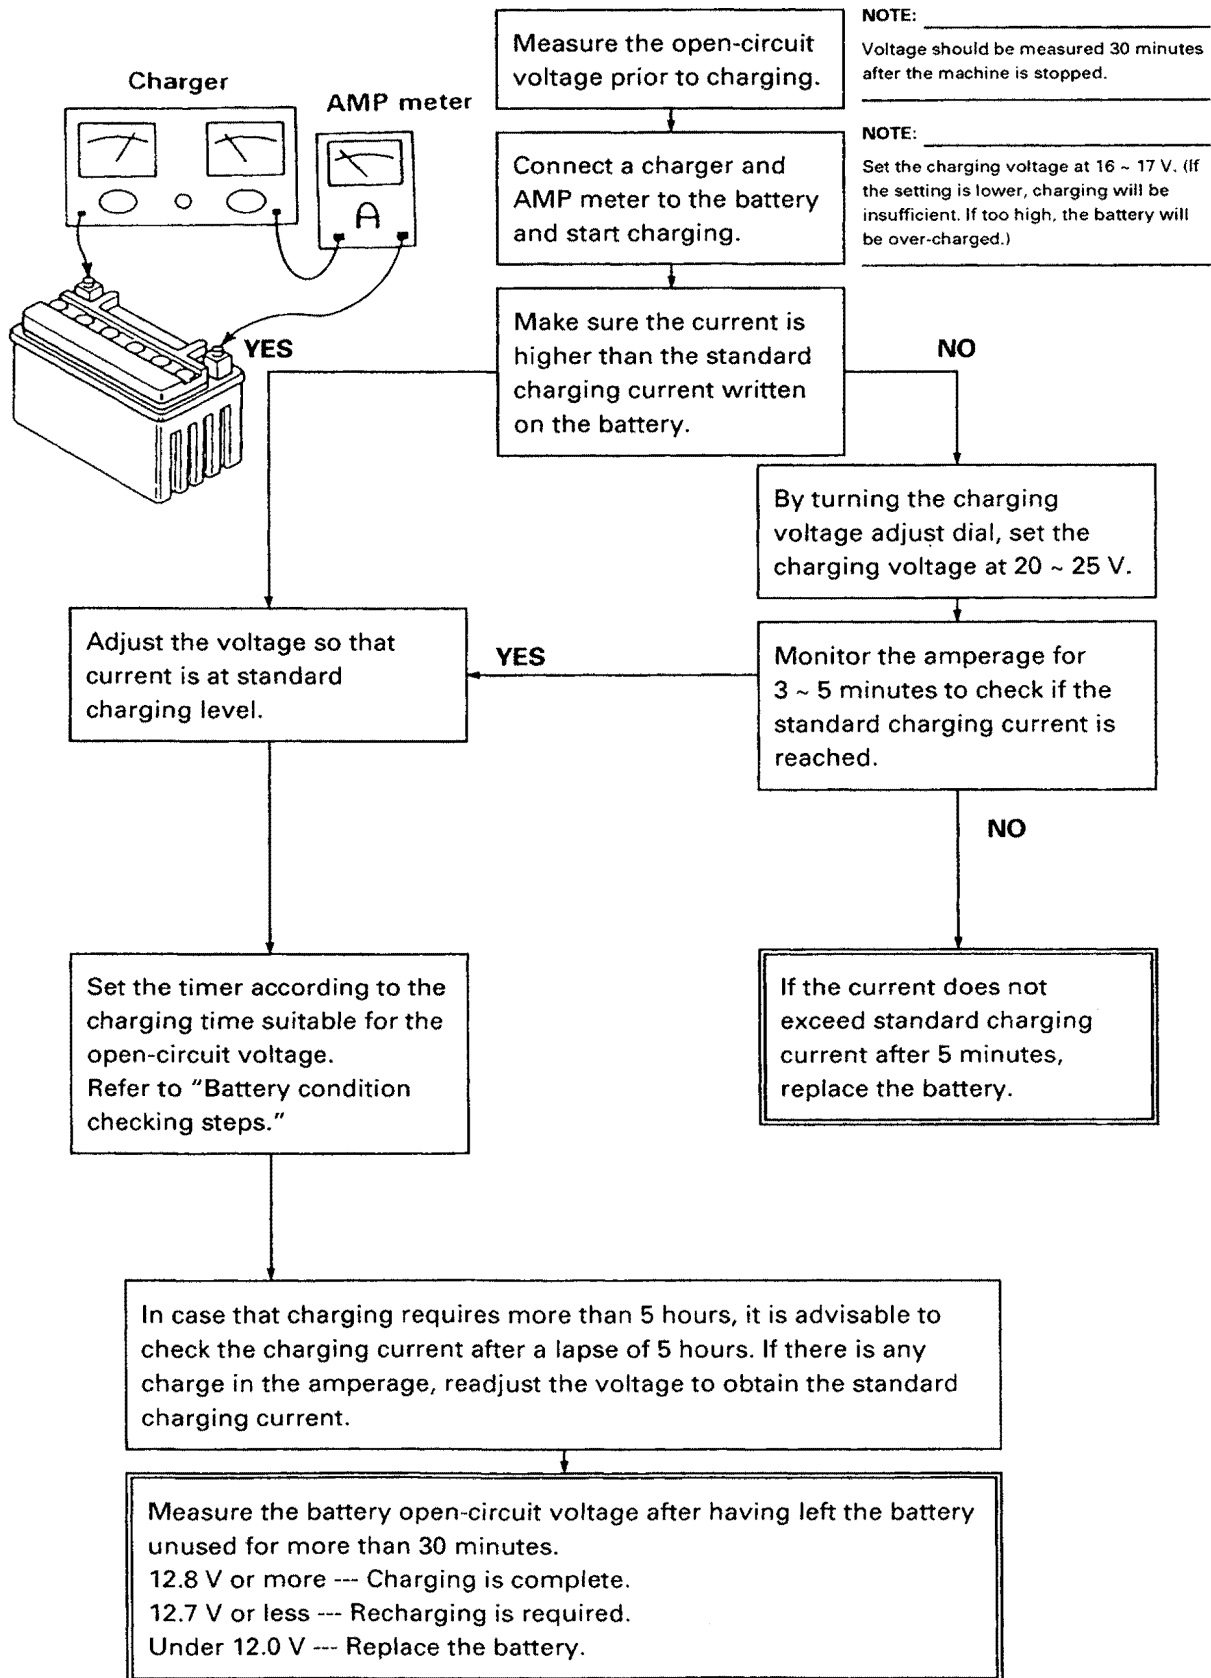 Charger
AMP meter
A
Measure the open-circuit
voltage prior to charging.
NOTE:
Voltage should be measured 30 minutes
after the machine is stopped.
Connect a charger and
AMP meter to the battery
and start charging.
NOTE:
Set the charging voltage at 16 ~ 17 V. (If
the setting is lower, charging will be
insufficient. If too high, the battery will
be over-charged.)
Make sure the current is
higher than the standard
charging current written
on the battery.
YES
NO
By turning the charging
voltage adjust dial, set the
charging voltage at 20 ~ 25 V.
Adjust the voltage so that
current is at standard
charging level.
YES
Monitor the amperage for
3 ~ 5 minutes to check if the
standard charging current is
reached.
NO
Set the timer according to the
charging time suitable for the
open-circuit voltage.
Refer to "Battery condition
checking steps."
If the current does not
exceed standard charging
current after 5 minutes,
replace the battery.
In case that charging requires more than 5 hours, it is advisable to
check the charging current after a lapse of 5 hours. If there is any
charge in the amperage, readjust the voltage to obtain the standard
charging current.
Measure the battery open-circuit voltage after having left the battery
unused for more than 30 minutes.
12.8 V or more --- Charging is complete.
12.7 V or less --- Recharging is required.
Under 12.0 V --- Replace the battery.